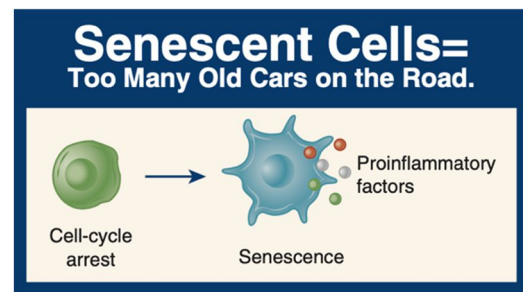 Senescent Cells=
Too Many Old Cars on the Road.
Proinflammatory
factors
Cell-cycle
arrest
Senescence